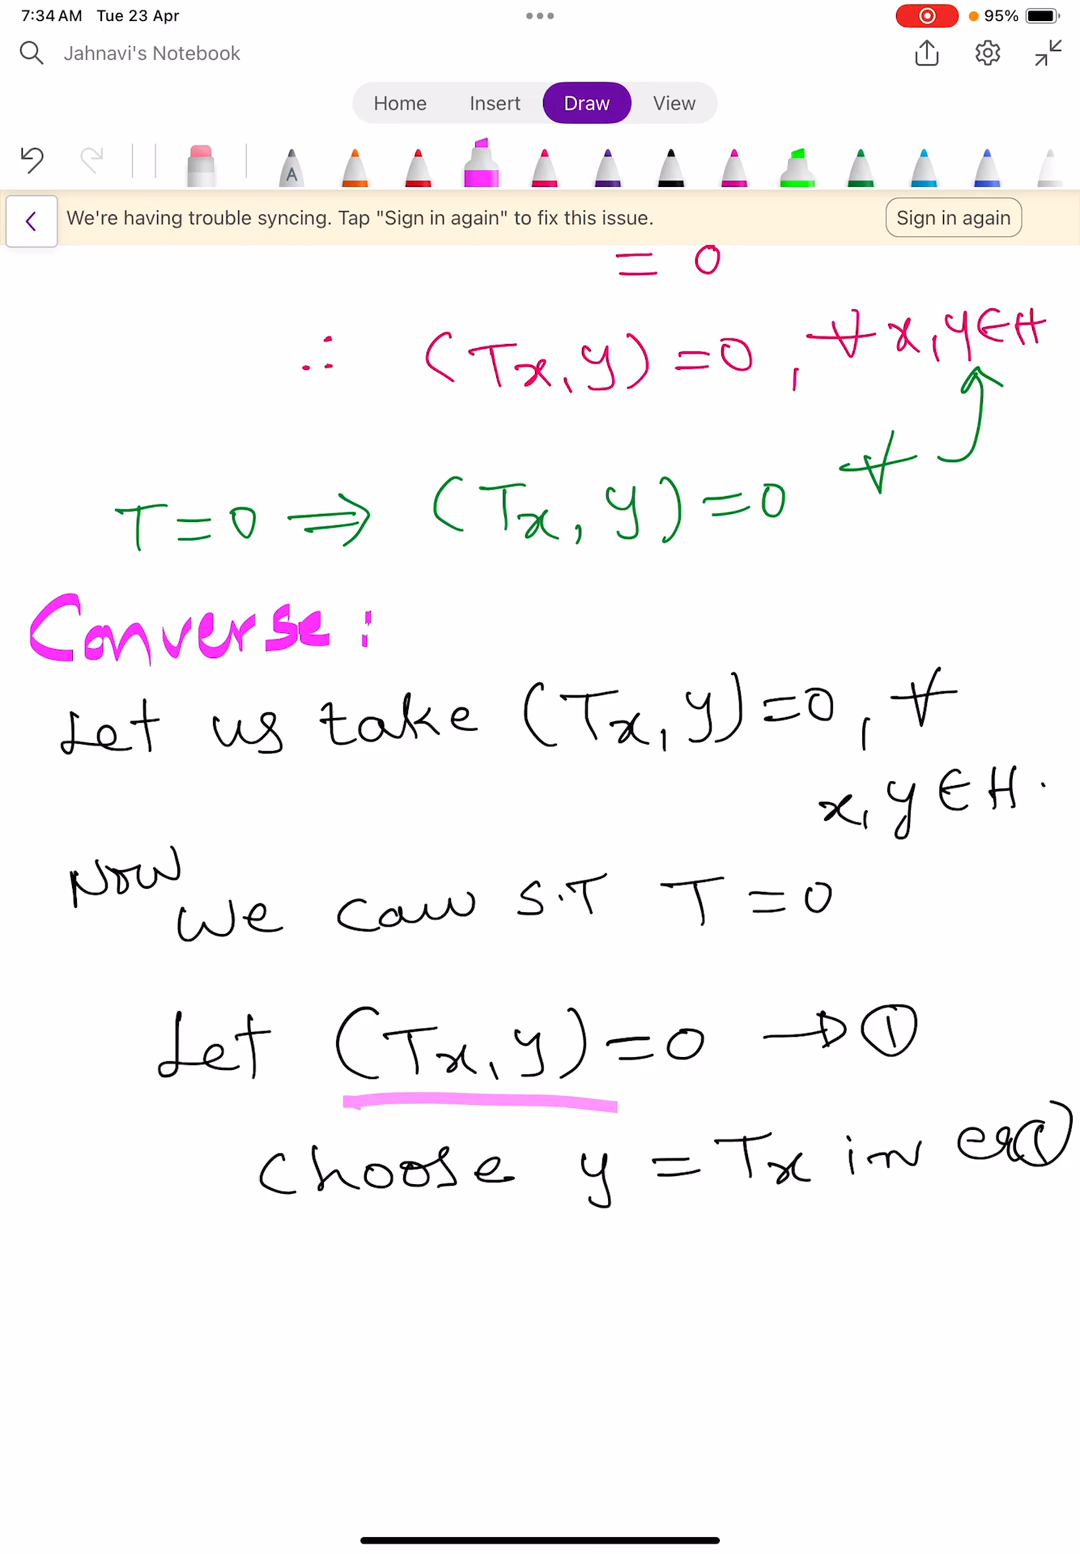 7:34 AM Tue 23 Apr
95%
Jahnavi's Notebook
Home Insert Draw View
A
We're having trouble syncing. Tap "Sign in again" to fix this issue. Sign in again
= 0
∴ (Tx, y) = 0, ∀ x, y ∈ H
T = 0 ⟹ (Tx, y) = 0 ∀
Converse:
Let us take (Tx, y) = 0, ∀
x, y ∈ H.
Now
We can S.T T = 0
Let (Tx, y) = 0 → ①
choose y = Tx in